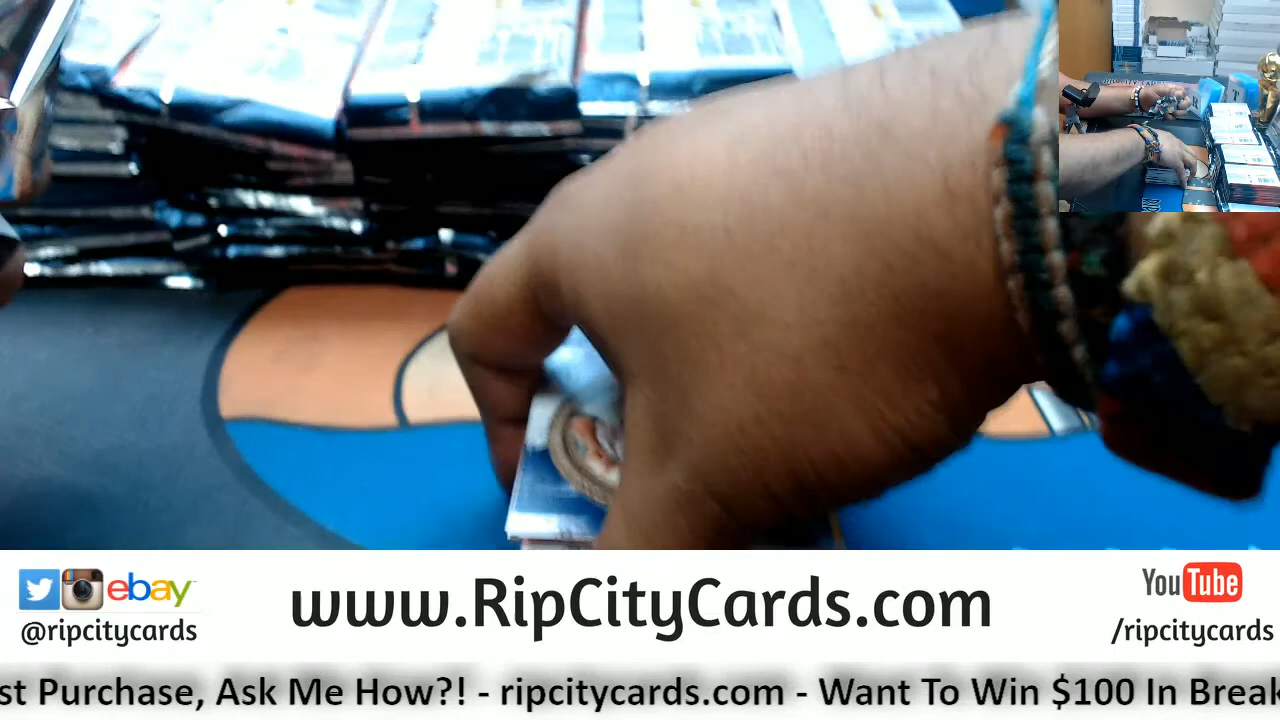 ebay
@ripcitycards
www.RipCityCards.com
YouTube
/ripcitycards
st Purchase, Ask Me How?! - ripcitycards.com - Want To Win $100 In Break